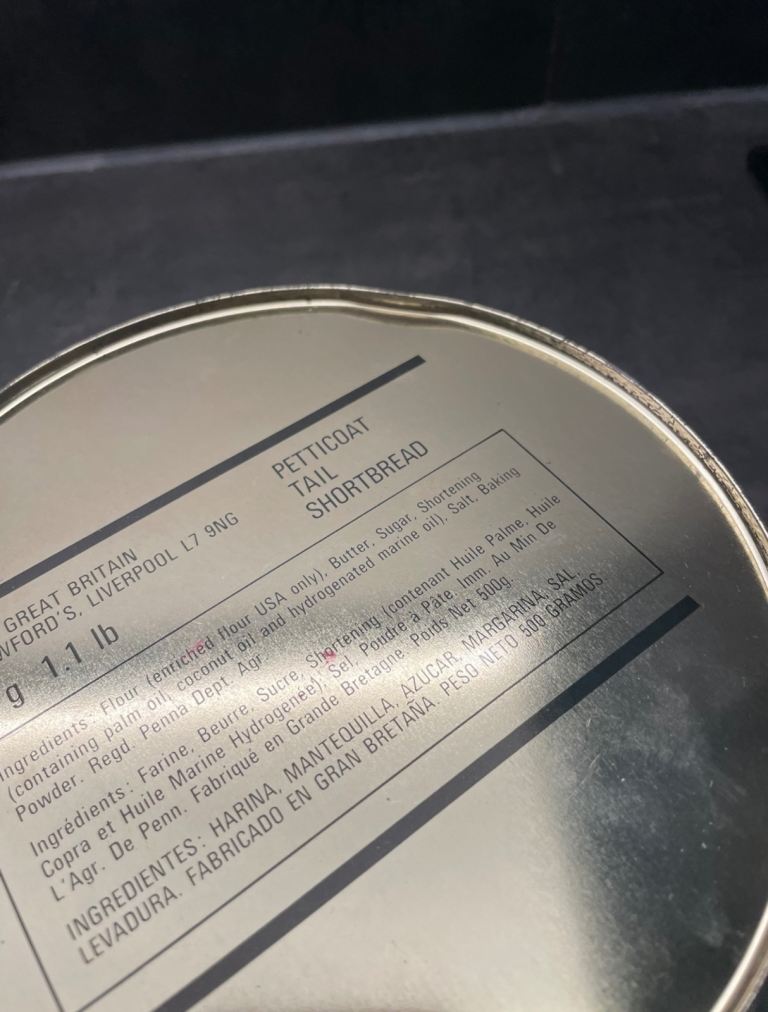 PETTICOAT
TAIL
SHORTBREAD
GREAT BRITAIN
WFORD'S, LIVERPOOL L7 9NG
g 1.1 lb
Ingredients: Flour (enriched flour USA only), Butter, Sugar, Shortening
(containing palm oil, coconut oil and hydrogenated marine oil), Salt, Baking
Powder. Regd. Penna Dept. Agr.
Ingrédients: Farine, Beurre, Sucre, Shortening (contenant Huile Palme, Huile
Copra et Huile Marine Hydrogenée), Sel, Poudre à Pâte. Imm. Au Min De
L'Agr. De Penn. Fabriqué en Grande Bretagne. Poids Net 500g.
INGREDIENTES: HARINA, MANTEQUILLA, AZUCAR, MARGARINA, SAL,
LEVADURA. FABRICADO EN GRAN BRETAÑA. PESO NETO 500 GRAMOS